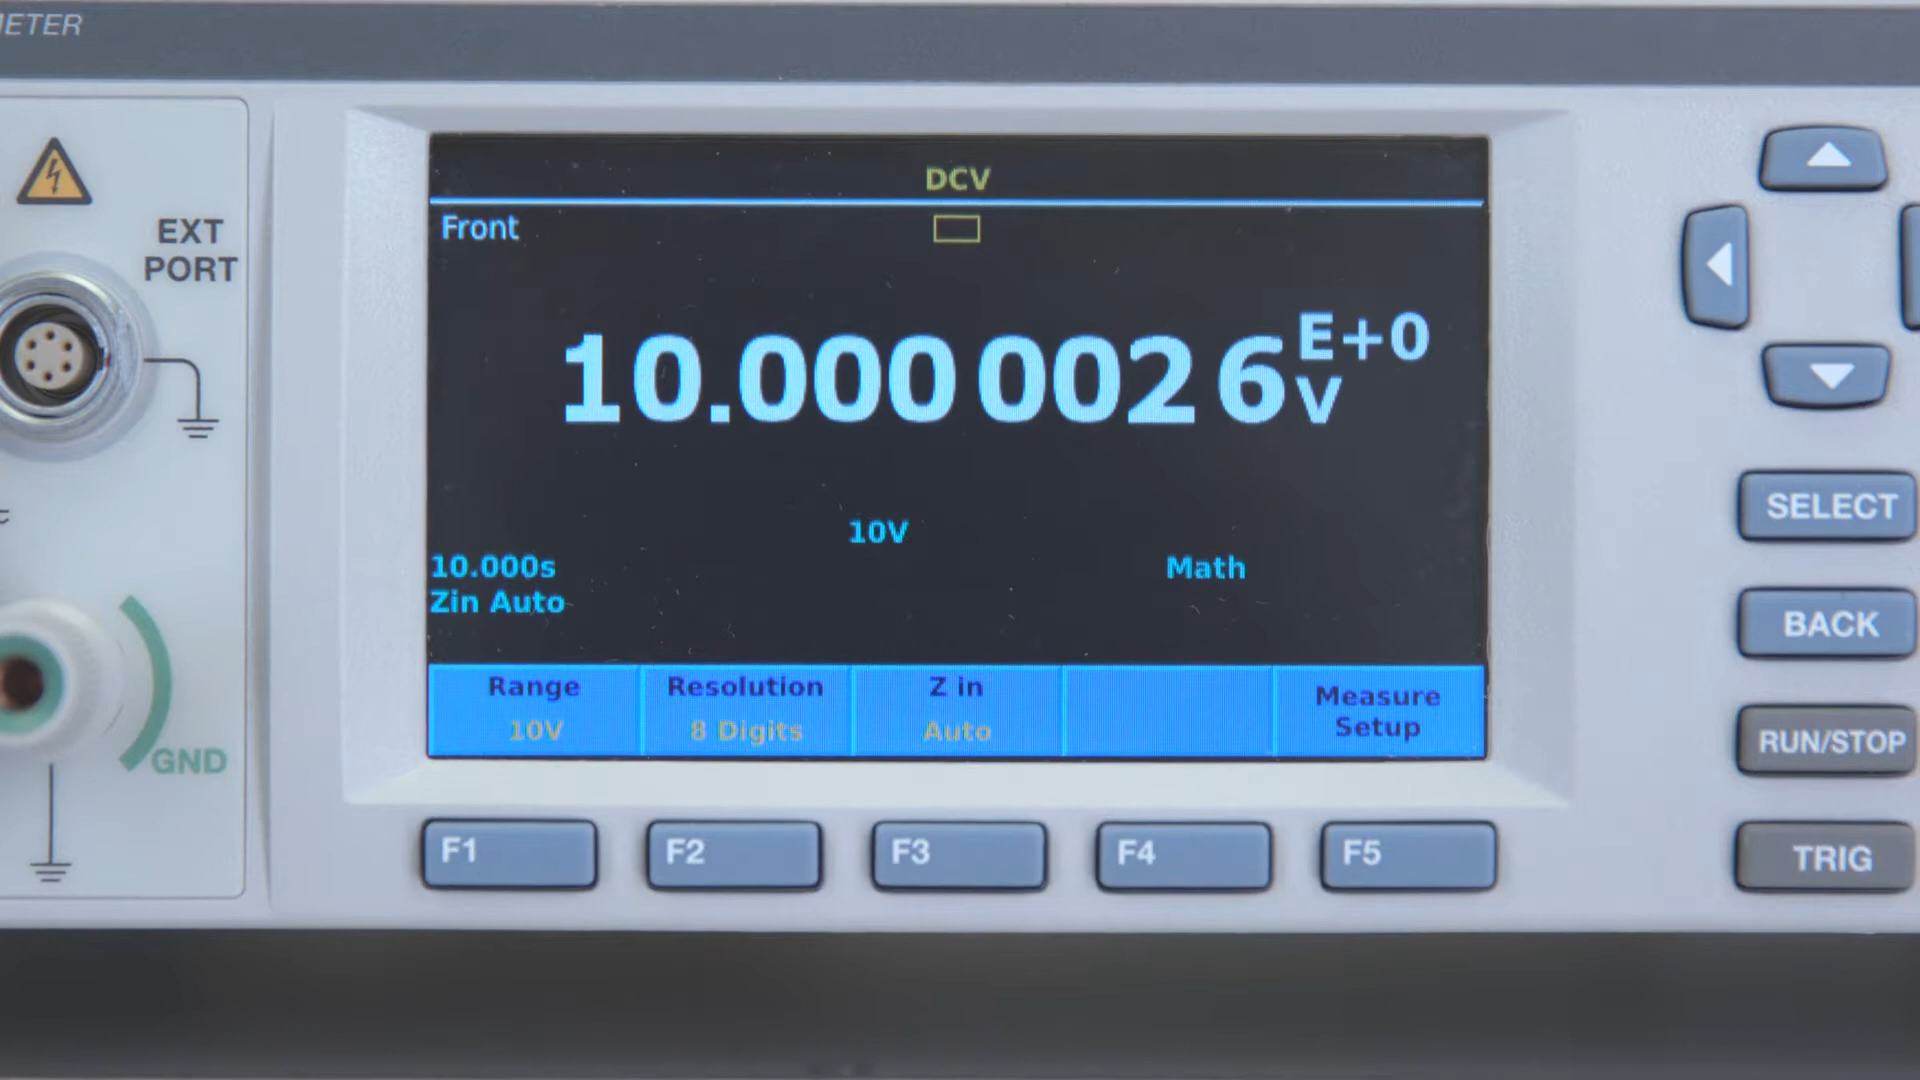 METER
EXT
PORT
GND
DCV
Front
10.000 002 6 E+0
V
10V
10.000s
Math
Zin Auto
Range
10V
Resolution
8 Digits
Z in
Auto
Measure
Setup
F1
F2
F3
F4
F5
SELECT
BACK
RUN/STOP
TRIG